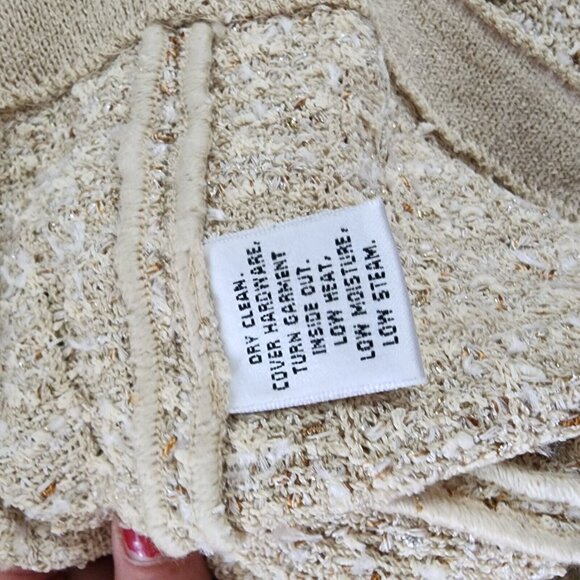 DRY CLEAN.
COVER HARDWARE,
TURN GARMENT
INSIDE OUT.
LOW HEAT,
LOW MOISTURE,
LOW STEAM.